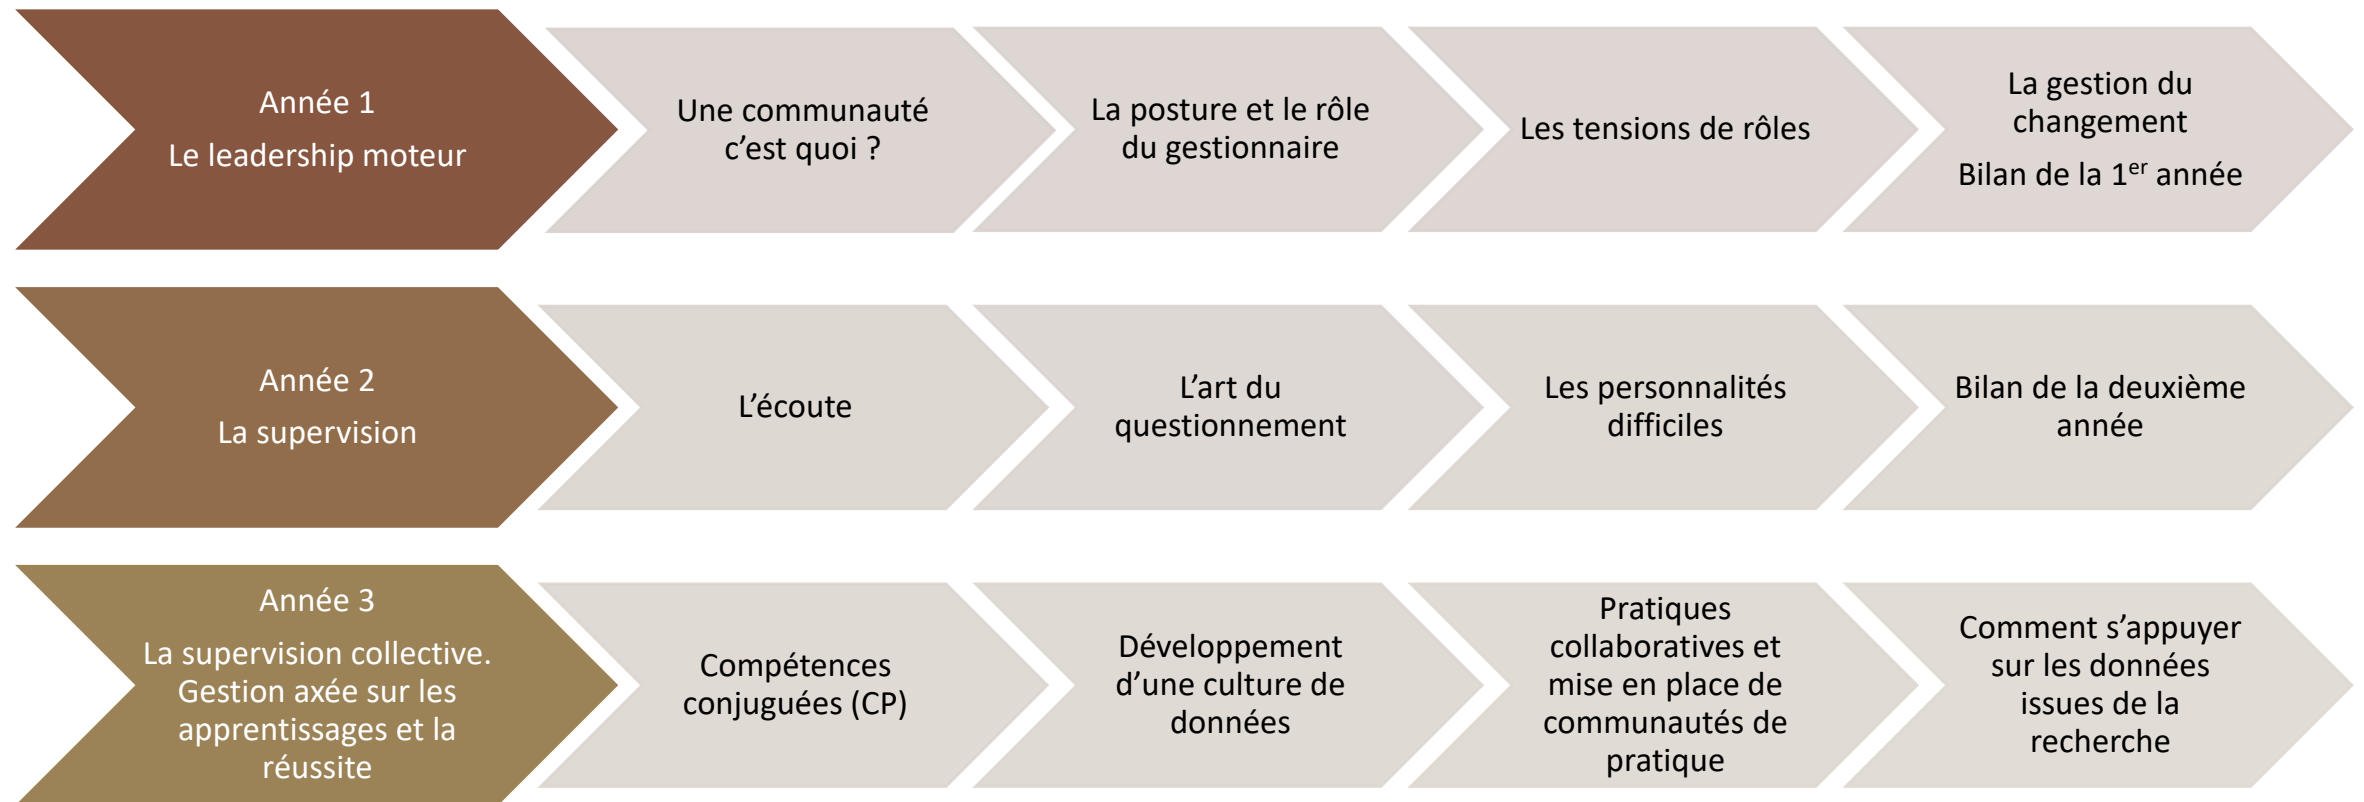 Année 1
Le leadership moteur
Une communauté
c’est quoi ?
La posture et le rôle
du gestionnaire
Les tensions de rôles
La gestion du
changement
Bilan de la 1er année
Année 2
La supervision
L’écoute
L’art du
questionnement
Les personnalités
difficiles
Bilan de la deuxième
année
Année 3
La supervision collective.
Gestion axée sur les
apprentissages et la
réussite
Compétences
conjuguées (CP)
Développement
d’une culture de
données
Pratiques
collaboratives et
mise en place de
communautés de
pratique
Comment s’appuyer
sur les données
issues de la
recherche